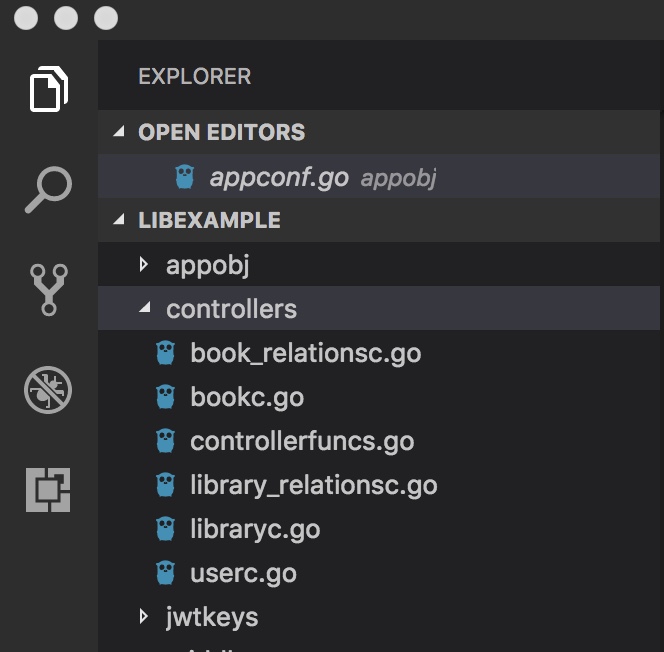 EXPLORER
OPEN EDITORS
appconf.go appobj
LIBEXAMPLE
appobj
controllers
book_relationsc.go
bookc.go
controllerfuncs.go
library_relationsc.go
libraryc.go
userc.go
jwtkeys